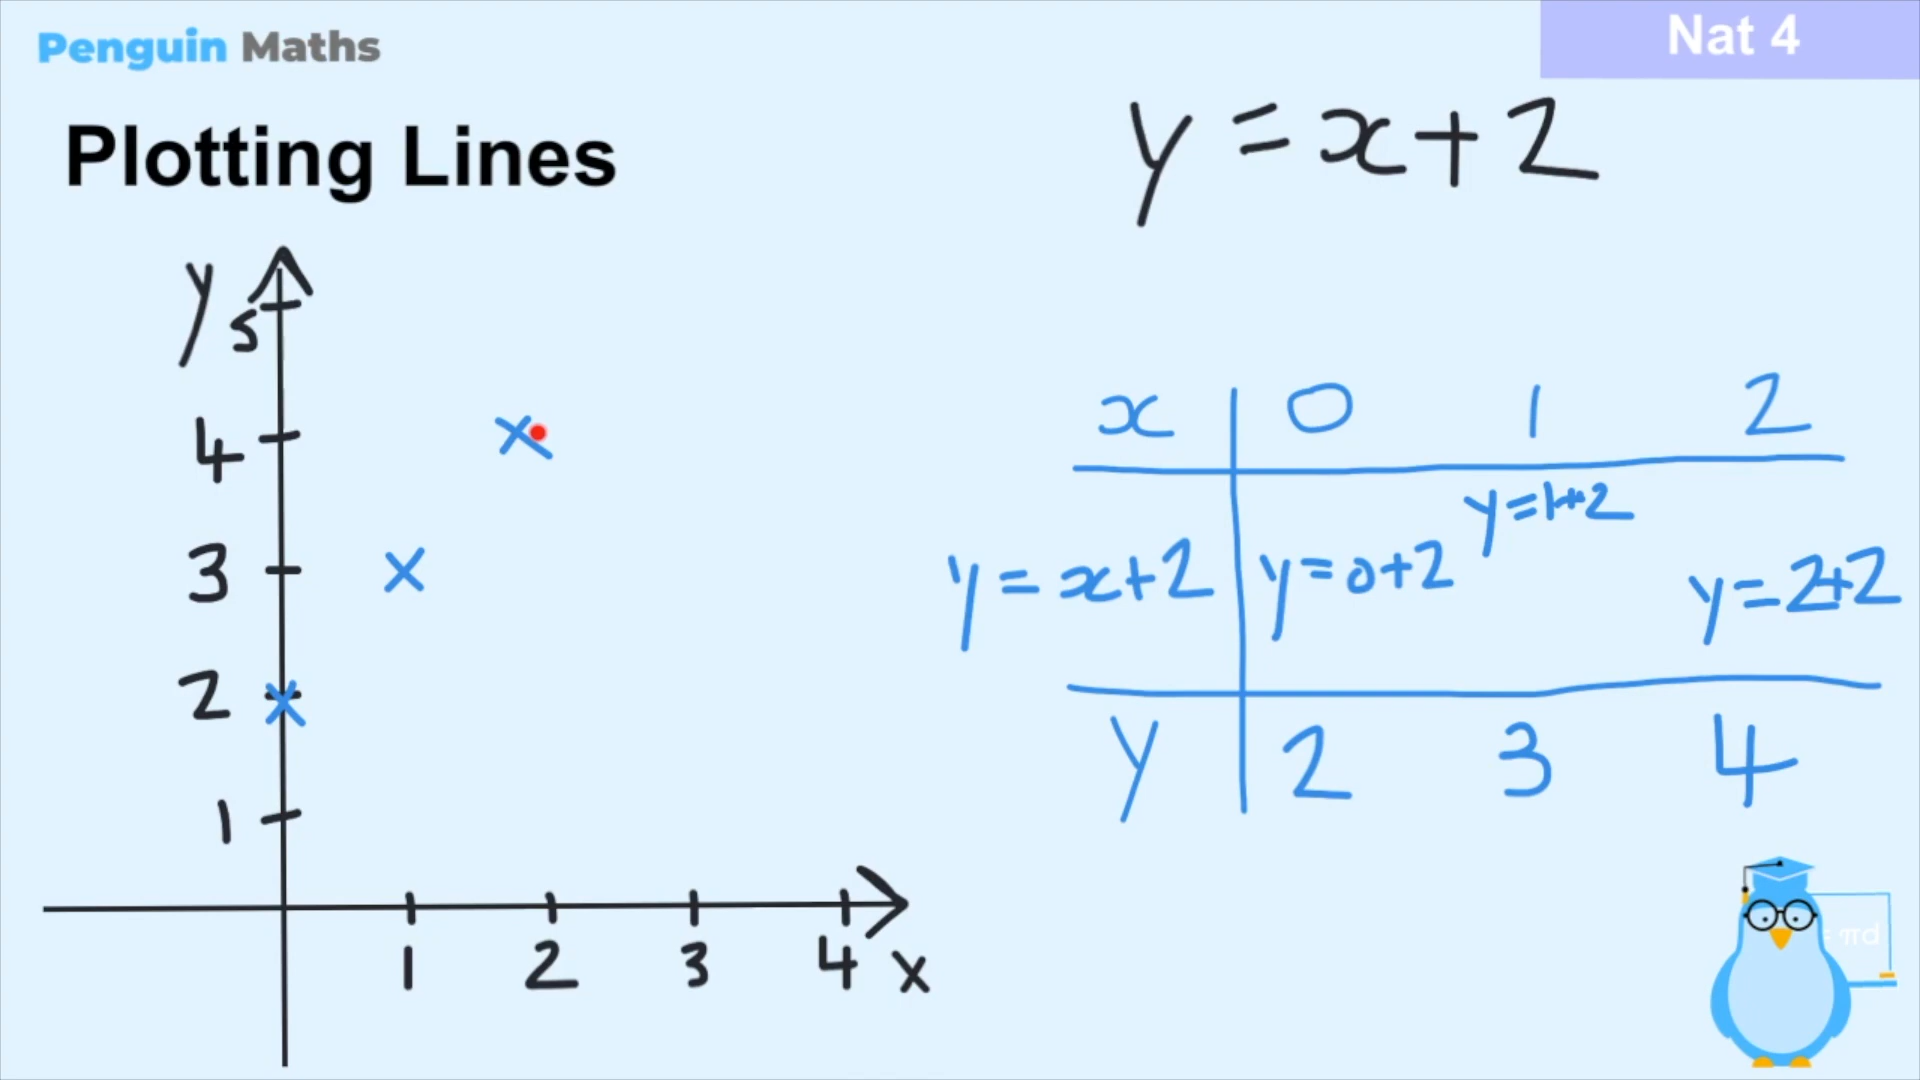 Penguin Maths
Nat 4
Plotting Lines
y = x + 2
y
5
4
3
2
1
1 2 3 4 x
x 0 1 2
y = x + 2 y = 0 + 2 y = 1 + 2 y = 2 + 2
y 2 3 4
= πd